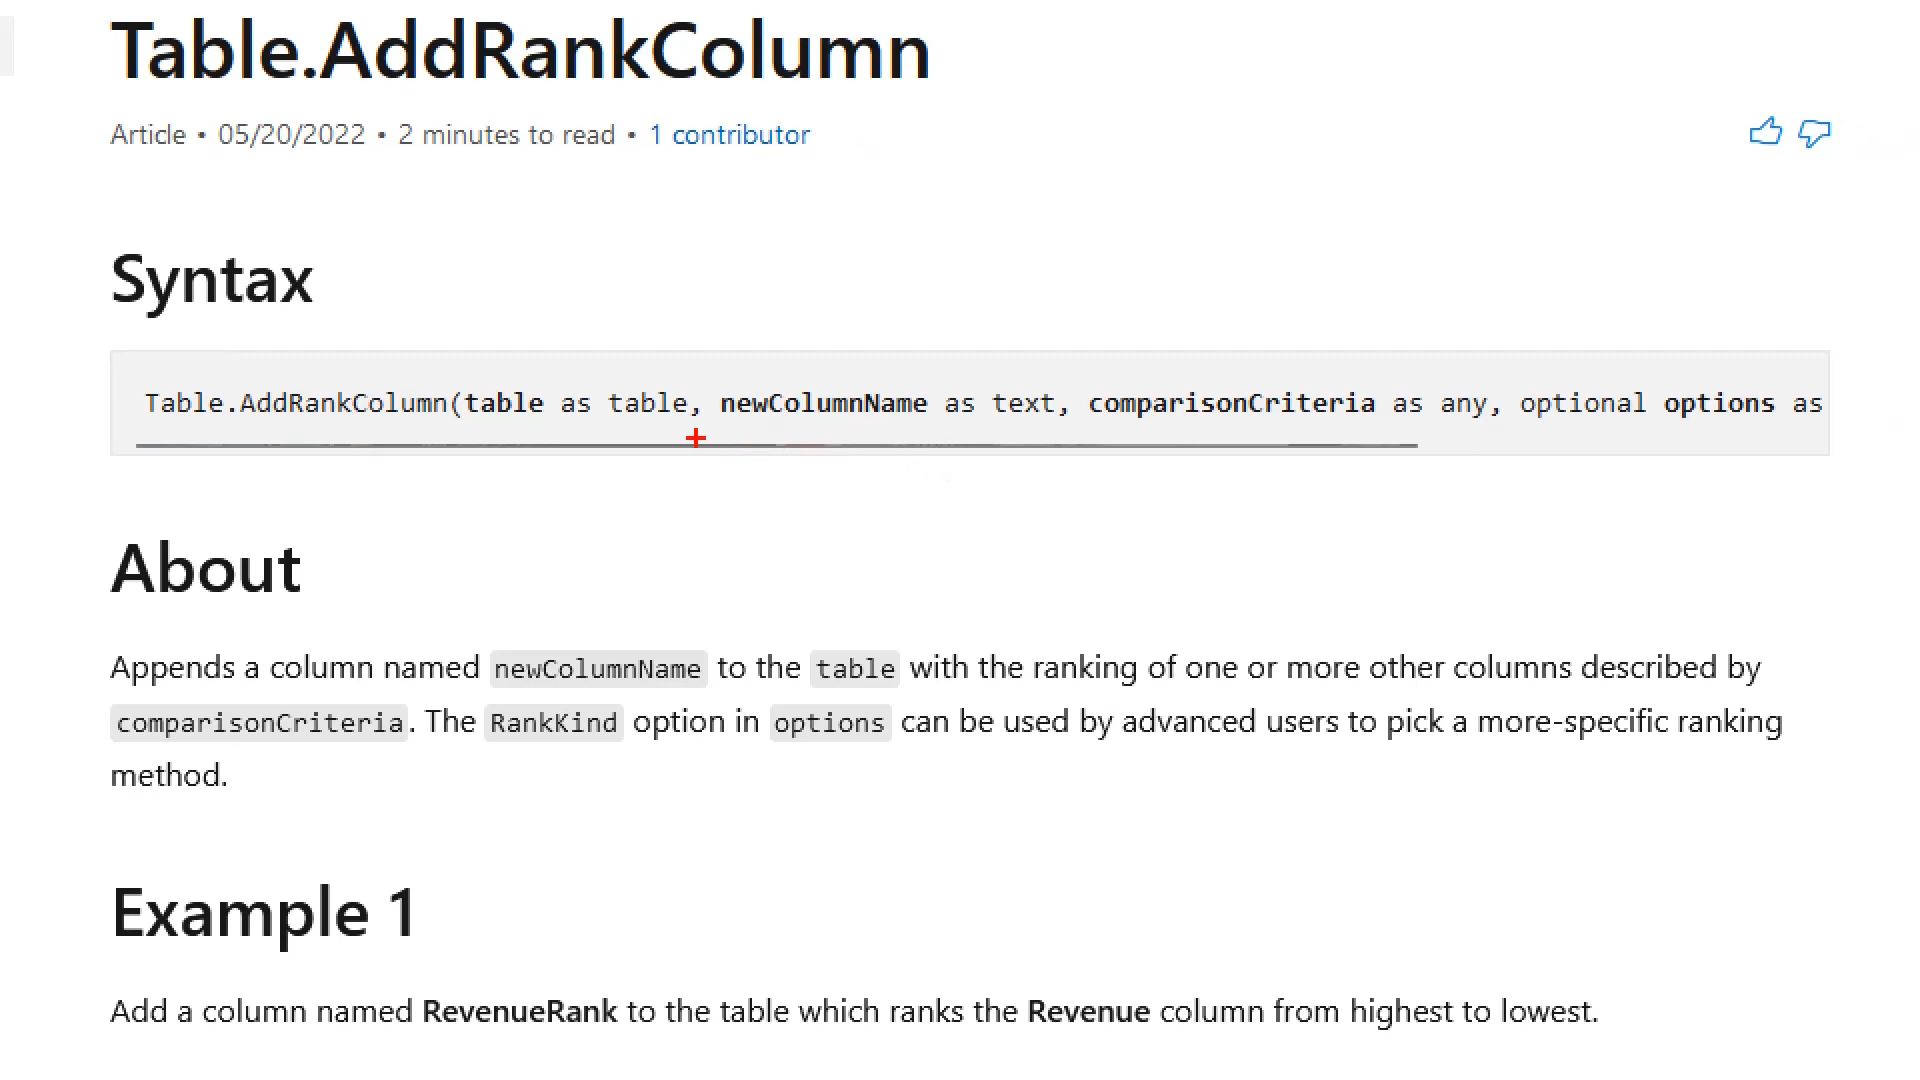 Table.AddRankColumn
Article • 05/20/2022 • 2 minutes to read • 1 contributor
Syntax
Table.AddRankColumn(table as table, newColumnName as text, comparisonCriteria as any, optional options as
About
Appends a column named newColumnName to the table with the ranking of one or more other columns described by
comparisonCriteria. The RankKind option in options can be used by advanced users to pick a more-specific ranking
method.
Example 1
Add a column named RevenueRank to the table which ranks the Revenue column from highest to lowest.